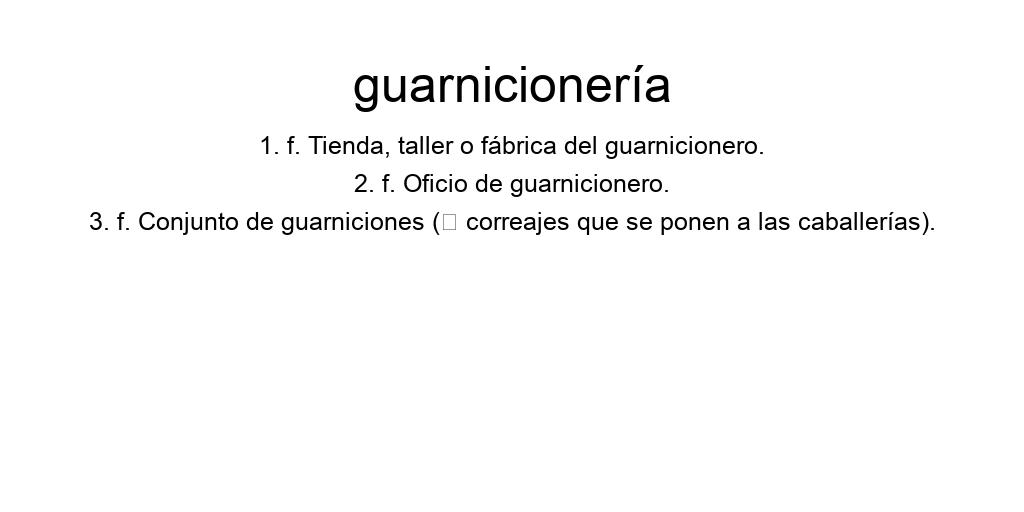 guarnicionería
1. f. Tienda, taller o fábrica del guarnicionero.
2. f. Oficio de guarnicionero.
3. f. Conjunto de guarniciones (□ correajes que se ponen a las caballerías).